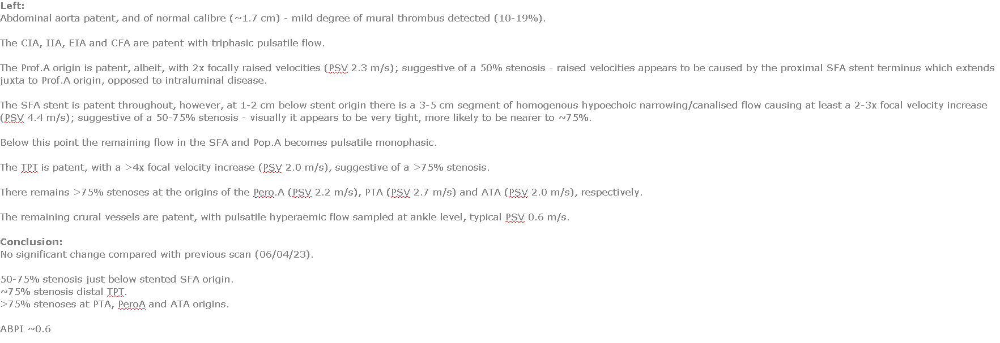 Left:
Abdominal aorta patent, and of normal calibre (~1.7 cm) - mild degree of mural thrombus detected (10-19%).
The CIA, IIA, EIA and CFA are patent with triphasic pulsatile flow.
The Prof.A origin is patent, albeit, with 2x focally raised velocities (PSV 2.3 m/s); suggestive of a 50% stenosis - raised velocities appears to be caused by the proximal SFA stent terminus which extends
juxta to Prof.A origin, opposed to intraluminal disease.
The SFA stent is patent throughout, however, at 1-2 cm below stent origin there is a 3-5 cm segment of homogenous hypoechoic narrowing/canalised flow causing at least a 2-3x focal velocity increase
(PSV 4.4 m/s); suggestive of a 50-75% stenosis - visually it appears to be very tight, more likely to be nearer to ~75%.
Below this point the remaining flow in the SFA and Pop.A becomes pulsatile monophasic.
The TPT is patent, with a >4x focal velocity increase (PSV 2.0 m/s), suggestive of a >75% stenosis.
There remains >75% stenoses at the origins of the Pero.A (PSV 2.2 m/s), PTA (PSV 2.7 m/s) and ATA (PSV 2.0 m/s), respectively.
The remaining crural vessels are patent, with pulsatile hyperaemic flow sampled at ankle level, typical PSV 0.6 m/s.
Conclusion:
No significant change compared with previous scan (06/04/23).
50-75% stenosis just below stented SFA origin.
~75% stenosis distal TPT.
>75% stenoses at PTA, PeroA and ATA origins.
ABPI ~0.6